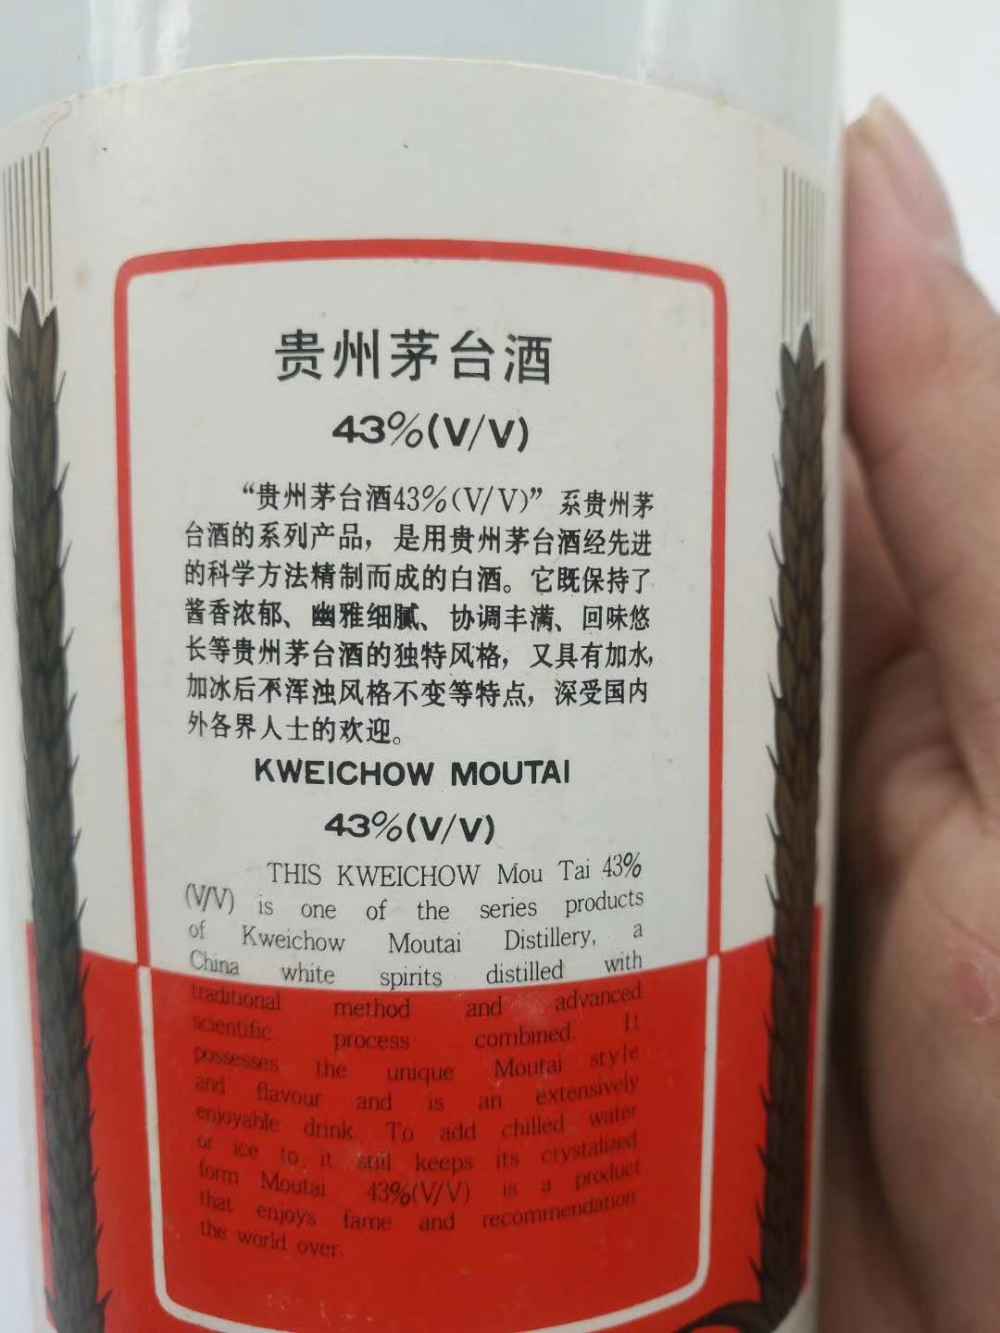 贵州茅台酒
43%(V/V)
“贵州茅台酒43%(V/V)”系贵州茅
台酒的系列产品，是用贵州茅台酒经先进
的科学方法精制而成的白酒。它既保持了
酱香浓郁、幽雅细腻、协调丰满、回味悠
长等贵州茅台酒的独特风格，又具有加水，
加冰后不浑浊风格不变等特点，深受国内
外各界人士的欢迎。
KWEICHOW MOUTAI
43%(V/V)
THIS KWEICHOW Mou Tai 43%
(V/V) is one of the series products
of Kweichow Moutai Distillery, a
China white spirits distilled with
traditional method and advanced
scientific process combined. It
possesses the unique Moutai style
and flavour and is an extensively
enjoyable drink. To add chilled water
or ice to it still keeps its crystalized
form Moutai 43%(V/V) is a product
that enjoys fame and recommendation
the world over.